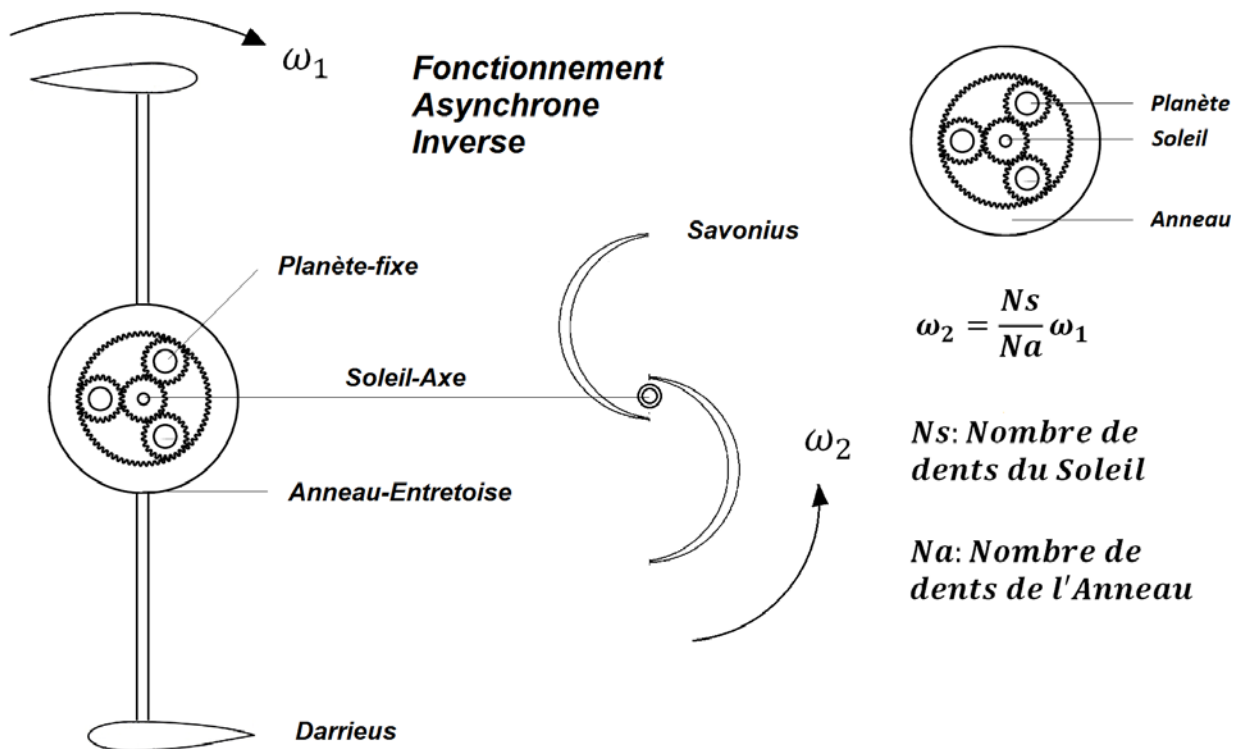 ω₁
Fonctionnement
Asynchrone
Inverse
Planète
Soleil
Anneau
Savonius
Planète-fixe
ω₂ = Ns/Na ω₁
Soleil-Axe
Ns: Nombre de
dents du Soleil
ω₂
Anneau-Entretoise
Na: Nombre de
dents de l'Anneau
Darrieus